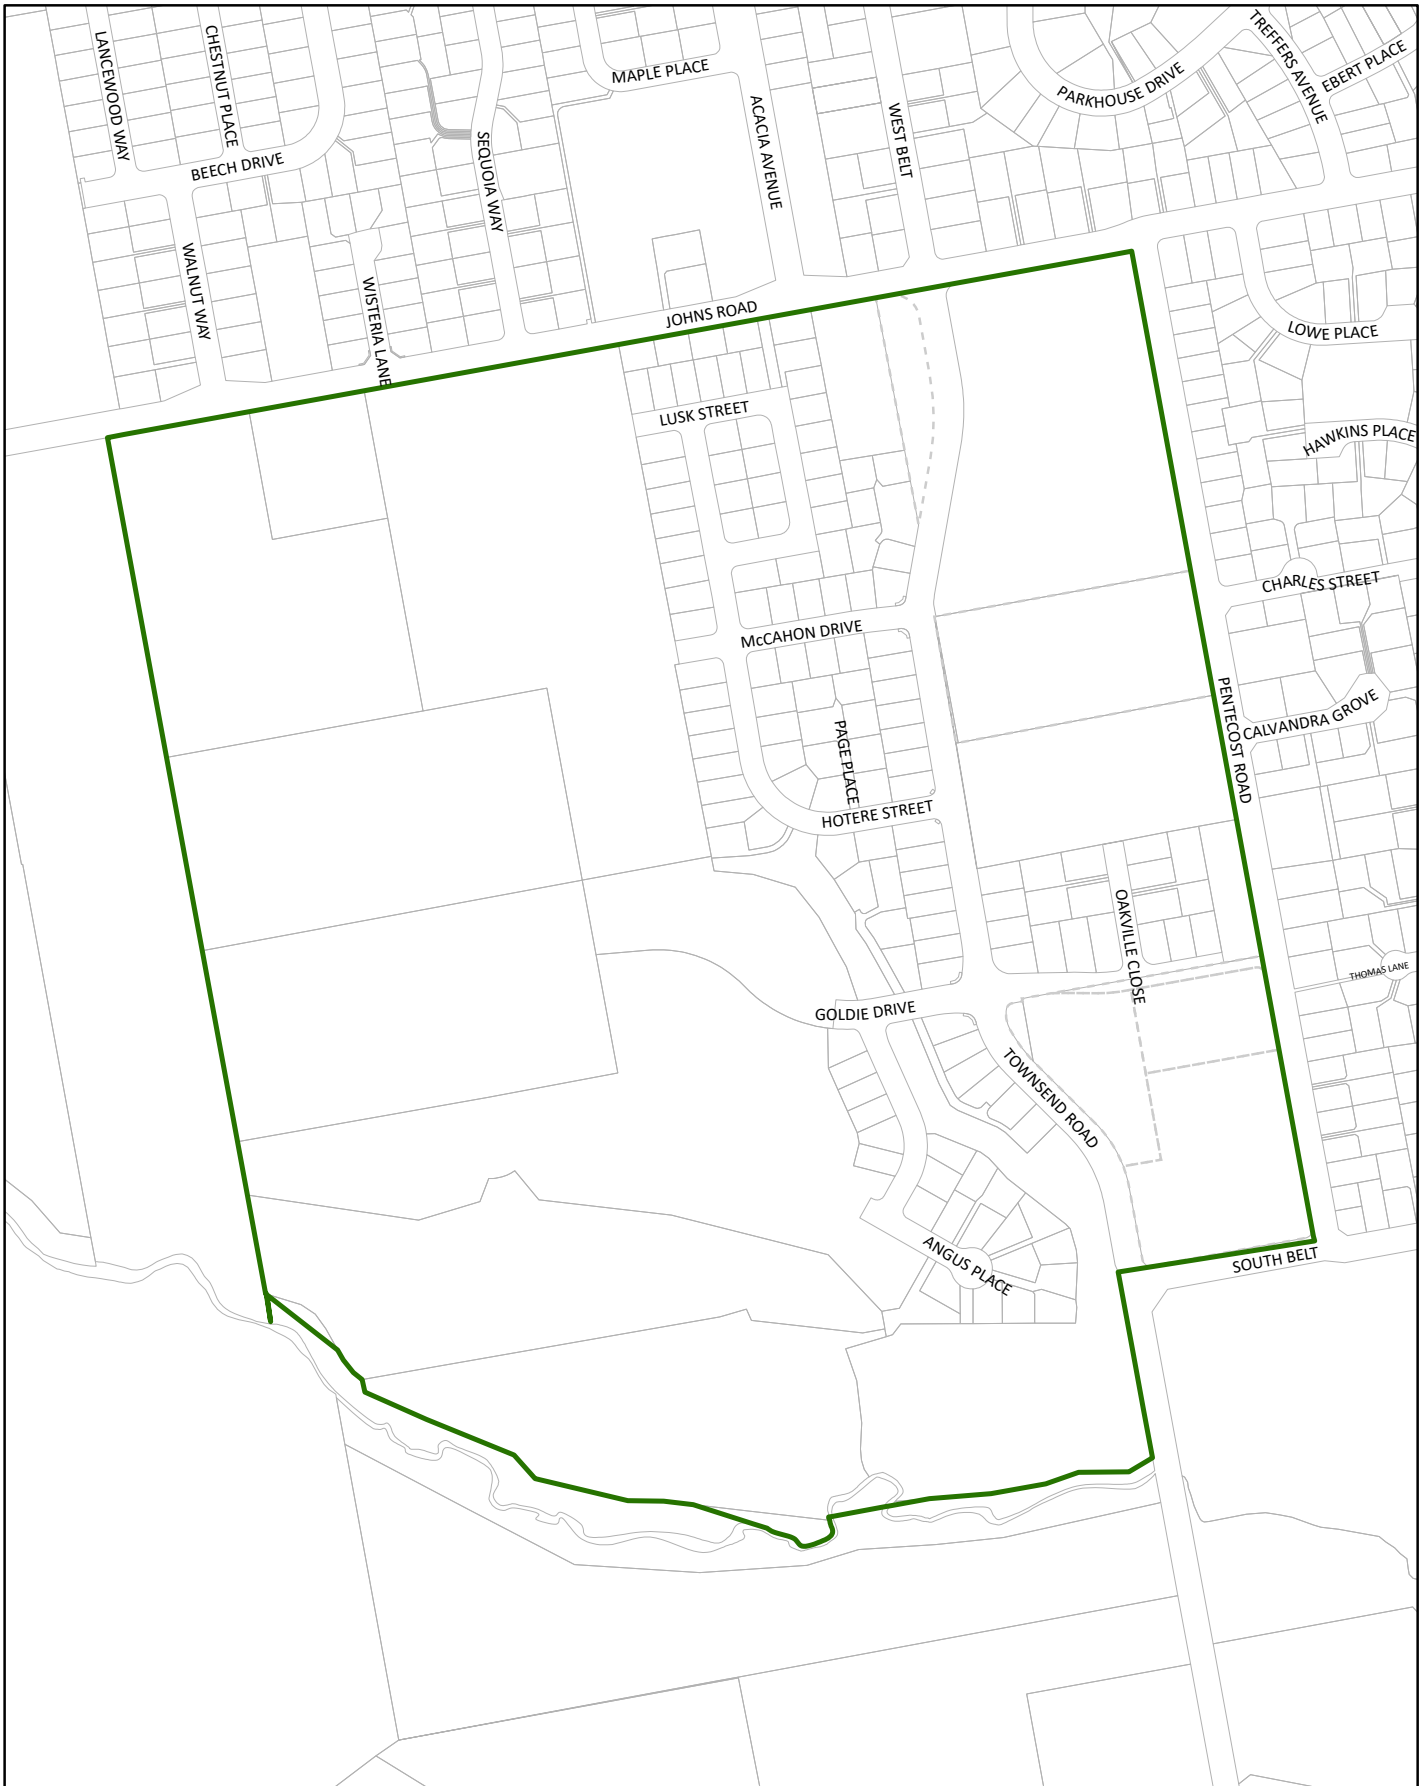 LANCEWOOD WAY
CHESTNUT PLACE
BEECH DRIVE
WALNUT WAY
WISTERIA LANE
SEQUOIA WAY
MAPLE PLACE
ACACIA AVENUE
WEST BELT
PARKHOUSE DRIVE
TREFFERS AVENUE
EBERT PLACE
JOHNS ROAD
LOWE PLACE
LUSK STREET
HAWKINS PLACE
CHARLES STREET
McCAHON DRIVE
PENTECOST ROAD
CALVANDRA GROVE
PAGE PLACE
HOTERE STREET
OAKVILLE CLOSE
THOMAS LANE
GOLDIE DRIVE
TOWNSEND ROAD
ANGUS PLACE
SOUTH BELT